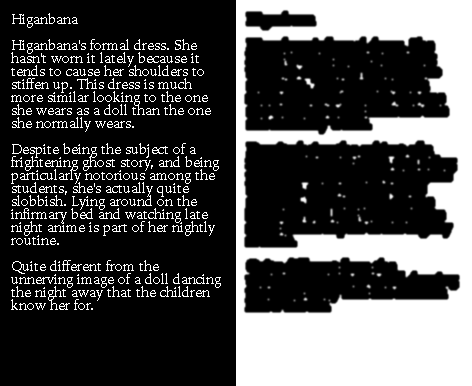 Higanbana
Higanbana's formal dress. She
hasn't worn it lately because it
tends to cause her shoulders to
stiffen up. This dress is much
more similar looking to the one
she wears as a doll than the one
she normally wears.
Despite being the subject of a
frightening ghost story, and being
particularly notorious among the
students, she's actually quite
slobbish. Lying around on the
infirmary bed and watching late
night anime is part of her nightly
routine.
Quite different from the
unnerving image of a doll dancing
the night away that the children
know her for.